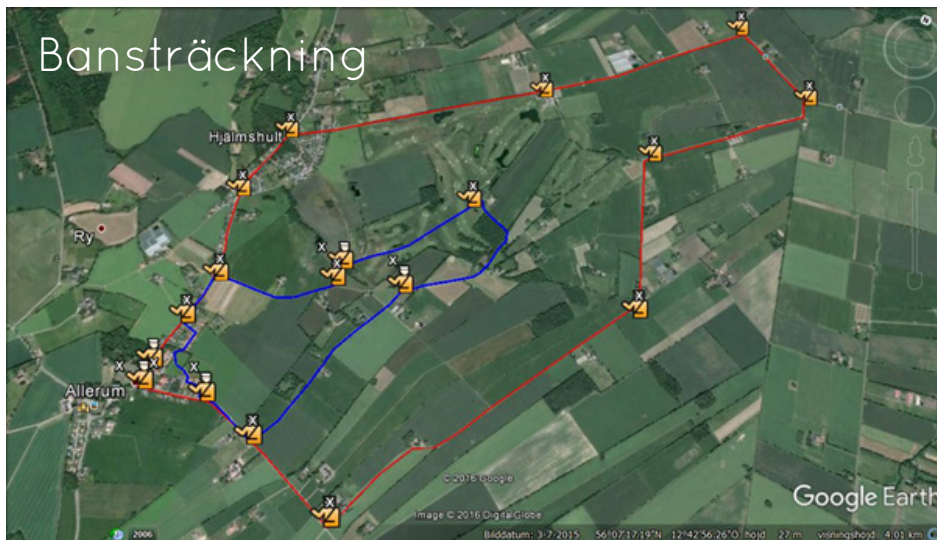 Bansträckning
N
Hjälmshult
Ry
Allerum
© 2016 Google
Image © 2016 DigitalGlobe
Google Earth
2006
Bilddatum: 3-7-2015 56°07'17.19"N 12°42'56.26"O höjd 27 m visningshöjd 4.01 km